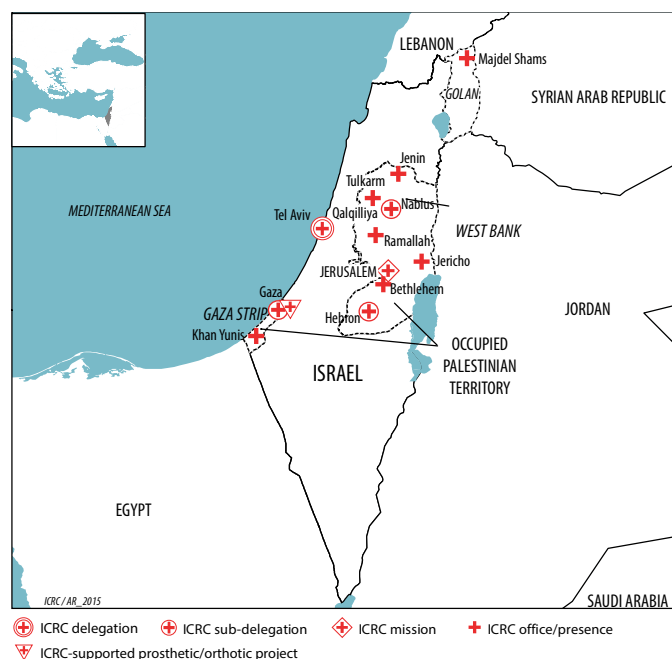 LEBANON
Majdel Shams
GOLAN
SYRIAN ARAB REPUBLIC
Jenin
Tulkarm
Nablus
MEDITERRANEAN SEA
Tel Aviv
Qalqilliya
WEST BANK
Ramallah
Jericho
JERUSALEM
Bethlehem
Gaza
GAZA STRIP
Hebron
JORDAN
Khan Yunis
OCCUPIED
PALESTINIAN
TERRITORY
ISRAEL
EGYPT
ICRC / AR_2015
SAUDI ARABIA
ICRC delegation
ICRC sub-delegation
ICRC mission
ICRC office/presence
ICRC-supported prosthetic/orthotic project